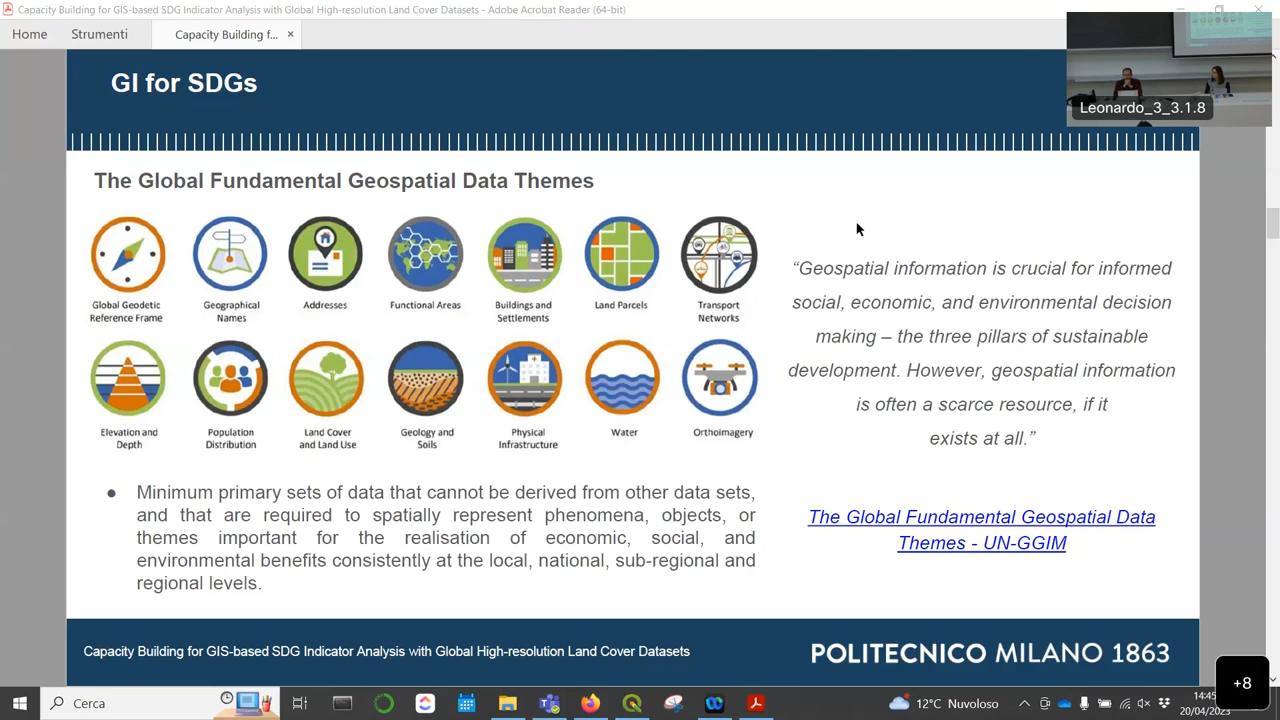 Capacity Building for GIS-based SDG Indicator Analysis with Global High-resolution Land Cover Datasets - Adobe Acrobat Reader (64-bit)
Home
Strumenti
Capacity Building f...
×
GI for SDGs
Leonardo_3_3.1.8
The Global Fundamental Geospatial Data Themes
Global Geodetic
Reference Frame
Geographical
Names
Addresses
Functional Areas
Buildings and
Settlements
Land Parcels
Transport
Networks
Elevation and
Depth
Population
Distribution
Land Cover
and Land Use
Geology and
Soils
Physical
Infrastructure
Water
Orthoimagery
“Geospatial information is crucial for informed
social, economic, and environmental decision
making – the three pillars of sustainable
development. However, geospatial information
is often a scarce resource, if it
exists at all.”
● Minimum primary sets of data that cannot be derived from other data sets,
and that are required to spatially represent phenomena, objects, or
themes important for the realisation of economic, social, and
environmental benefits consistently at the local, national, sub-regional and
regional levels.
The Global Fundamental Geospatial Data
Themes - UN-GGIM
Capacity Building for GIS-based SDG Indicator Analysis with Global High-resolution Land Cover Datasets
POLITECNICO MILANO 1863
+8
Cerca
12°C Nuvoloso
14:45
20/04/2023